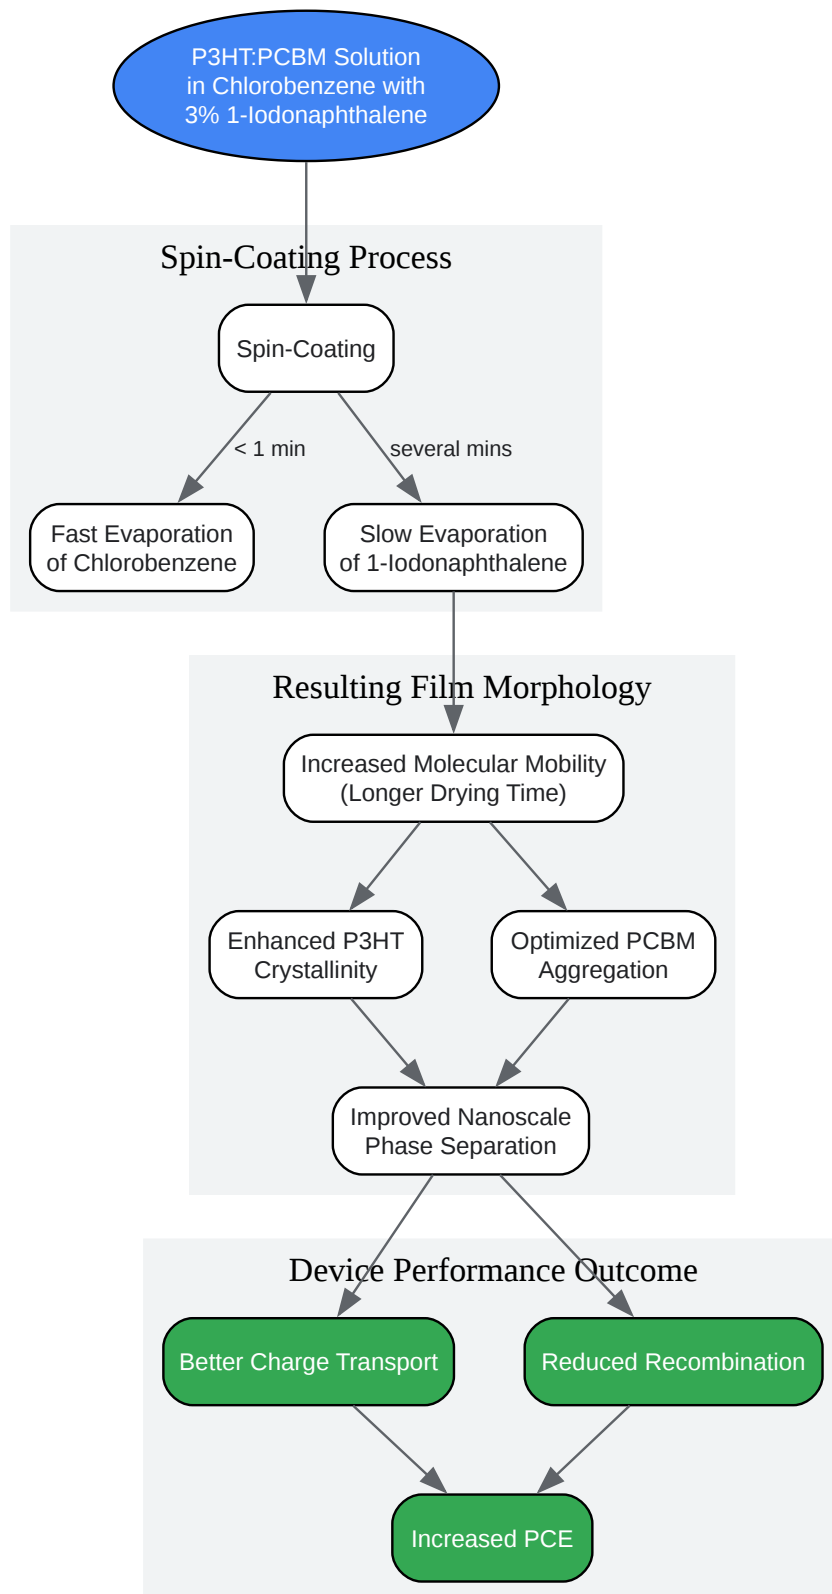 P3HT:PCBM Solution
in Chlorobenzene with
3% 1-Iodonaphthalene
Spin-Coating Process
Spin-Coating
< 1 min
several mins
Fast Evaporation
of Chlorobenzene
Slow Evaporation
of 1-Iodonaphthalene
Resulting Film Morphology
Increased Molecular Mobility
(Longer Drying Time)
Enhanced P3HT
Crystallinity
Optimized PCBM
Aggregation
Improved Nanoscale
Phase Separation
Device Performance Outcome
Better Charge Transport
Reduced Recombination
Increased PCE